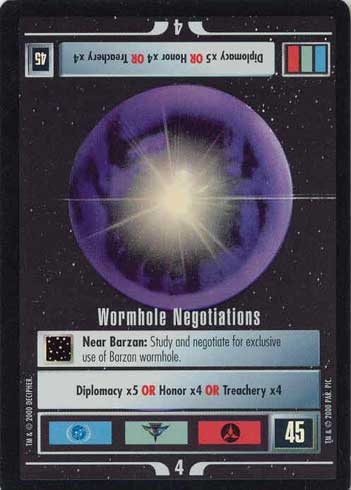 4
Diplomacy x5 OR Honor x4 OR Treachery x4
45
Wormhole Negotiations
Near Barzan: Study and negotiate for exclusive
use of Barzan wormhole.
Diplomacy x5 OR Honor x4 OR Treachery x4
45
4
TM & © 2000 DECIPHER.
TM & © 2000 PAR. PIC.